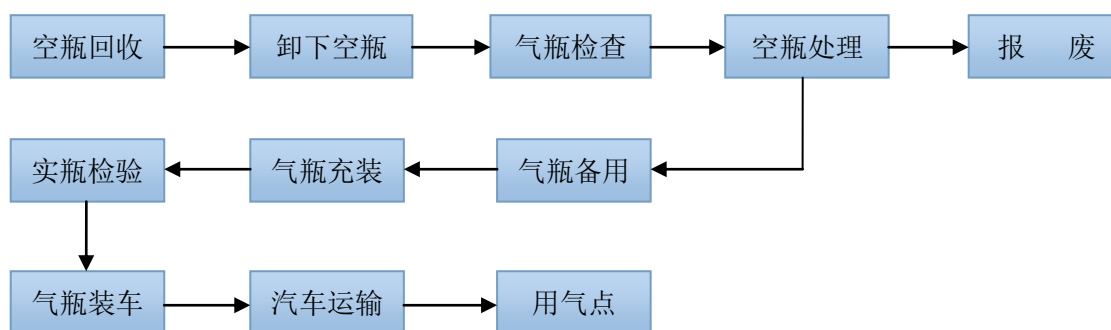 空瓶回收 卸下空瓶 气瓶检查 空瓶处理 报 废
实瓶检验 气瓶充装 气瓶备用
气瓶装车 汽车运输 用气点